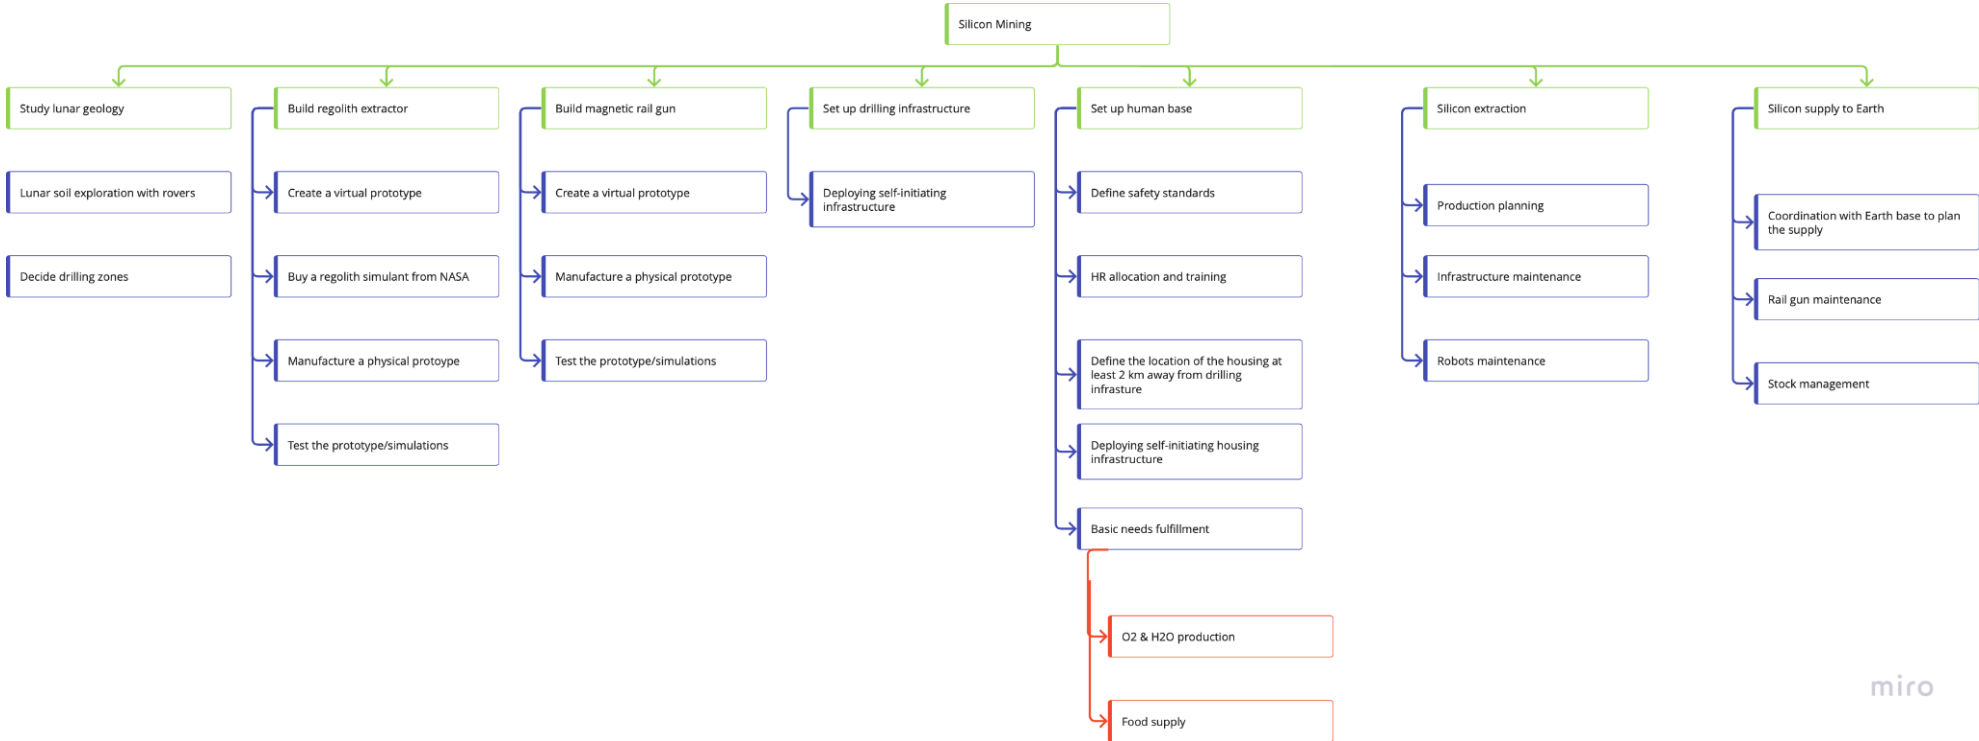 Silicon Mining
Study lunar geology
Build regolith extractor
Build magnetic rail gun
Set up drilling infrastructure
Set up human base
Silicon extraction
Silicon supply to Earth
Lunar soil exploration with rovers
Decide drilling zones
Create a virtual prototype
Buy a regolith simulant from NASA
Manufacture a physical protoype
Test the prototype/simulations
Create a virtual prototype
Manufacture a physical prototype
Test the prototype/simulations
Deploying self-initiating
infrastructure
Define safety standards
HR allocation and training
Define the location of the housing at
least 2 km away from drilling
infrasture
Deploying self-initiating housing
infrastructure
Basic needs fulfillment
O2 & H2O production
Food supply
Production planning
Infrastructure maintenance
Robots maintenance
Coordination with Earth base to plan
the supply
Rail gun maintenance
Stock management
miro